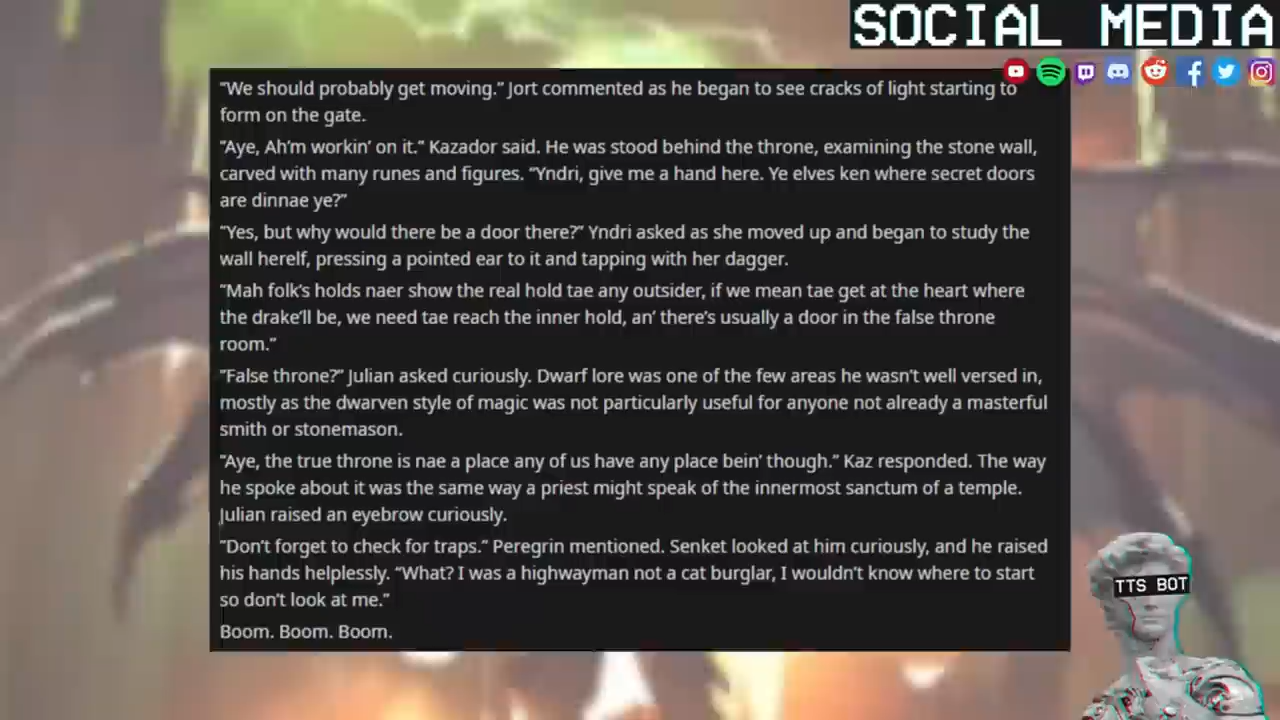 SOCIAL MEDIA
“We should probably get moving.” Jort commented as he began to see cracks of light starting to
form on the gate.
“Aye, Ah’m workin’ on it.” Kazador said. He was stood behind the throne, examining the stone wall,
carved with many runes and figures. “Yndri, give me a hand here. Ye elves ken where secret doors
are dinnae ye?”
“Yes, but why would there be a door there?” Yndri asked as she moved up and began to study the
wall herelf, pressing a pointed ear to it and tapping with her dagger.
“Mah folk’s holds naer show the real hold tae any outsider, if we mean tae get at the heart where
the drake’ll be, we need tae reach the inner hold, an’ there’s usually a door in the false throne
room.”
“False throne?” Julian asked curiously. Dwarf lore was one of the few areas he wasn’t well versed in,
mostly as the dwarven style of magic was not particularly useful for anyone not already a masterful
smith or stonemason.
“Aye, the true throne is nae a place any of us have any place bein’ though.” Kaz responded. The way
he spoke about it was the same way a priest might speak of the innermost sanctum of a temple.
Julian raised an eyebrow curiously.
“Don’t forget to check for traps.” Peregrin mentioned. Senket looked at him curiously, and he raised
his hands helplessly. “What? I was a highwayman not a cat burglar, I wouldn’t know where to start
so don’t look at me.”
Boom. Boom. Boom.
TTS BOT